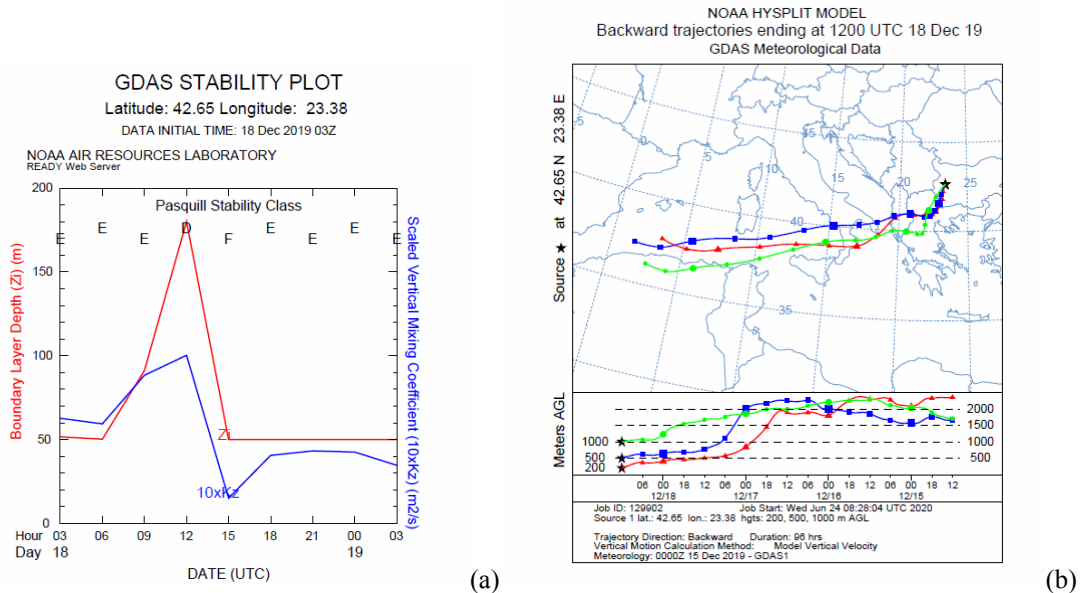 GDAS STABILITY PLOT
Latitude: 42.65 Longitude: 23.38
DATA INITIAL TIME: 18 Dec 2019 03Z
NOAA AIR RESOURCES LABORATORY
READY Web Server
Pasquill Stability Class
E E E D F E E E E
Boundary Layer Depth (Zi) (m)
200
150
100
50
0
Zi
10xKz
Scaled Vertical Mixing Coefficient (10xKz) (m2/s)
Hour 03 06 09 12 15 18 21 00 03
Day 18 19
DATE (UTC)
(a)
NOAA HYSPLIT MODEL
Backward trajectories ending at 1200 UTC 18 Dec 19
GDAS Meteorological Data
Source ★ at 42.65 N 23.38 E
-5
0
5
10
15
45
15
20
25
40
35
Meters AGL
1000
500
200
2000
1500
1000
500
06 00 18 12 06 00 18 12 06 00 18 12 06 00 18 12
12/18 12/17 12/16 12/15
Job ID: 129902 Job Start: Wed Jun 24 08:28:04 UTC 2020
Source 1 lat.: 42.65 lon.: 23.38 hgts: 200, 500, 1000 m AGL
Trajectory Direction: Backward Duration: 96 hrs
Vertical Motion Calculation Method: Model Vertical Velocity
Meteorology: 0000Z 15 Dec 2019 - GDAS1
(b)